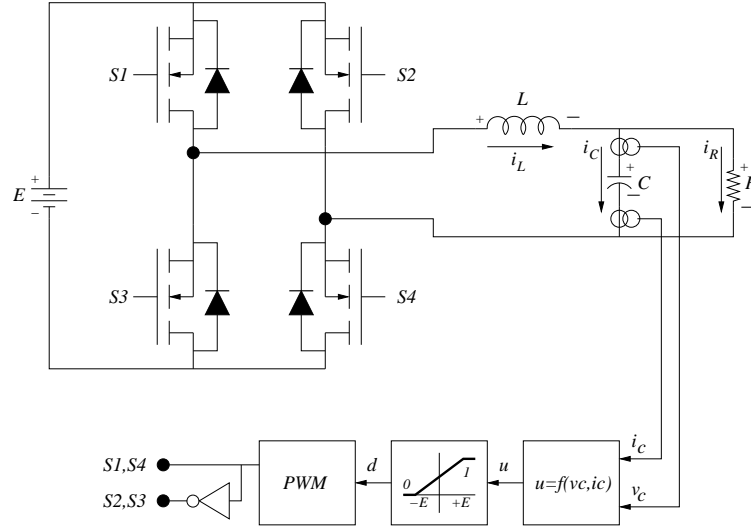 S1
S2
L
+
−
i_L
i_C
i_R
+
C
−
+
R
−
E
+
−
S3
S4
i_C
v_C
S1,S4
S2,S3
PWM
d
0
1
−E
+E
u
u=f(vc,ic)